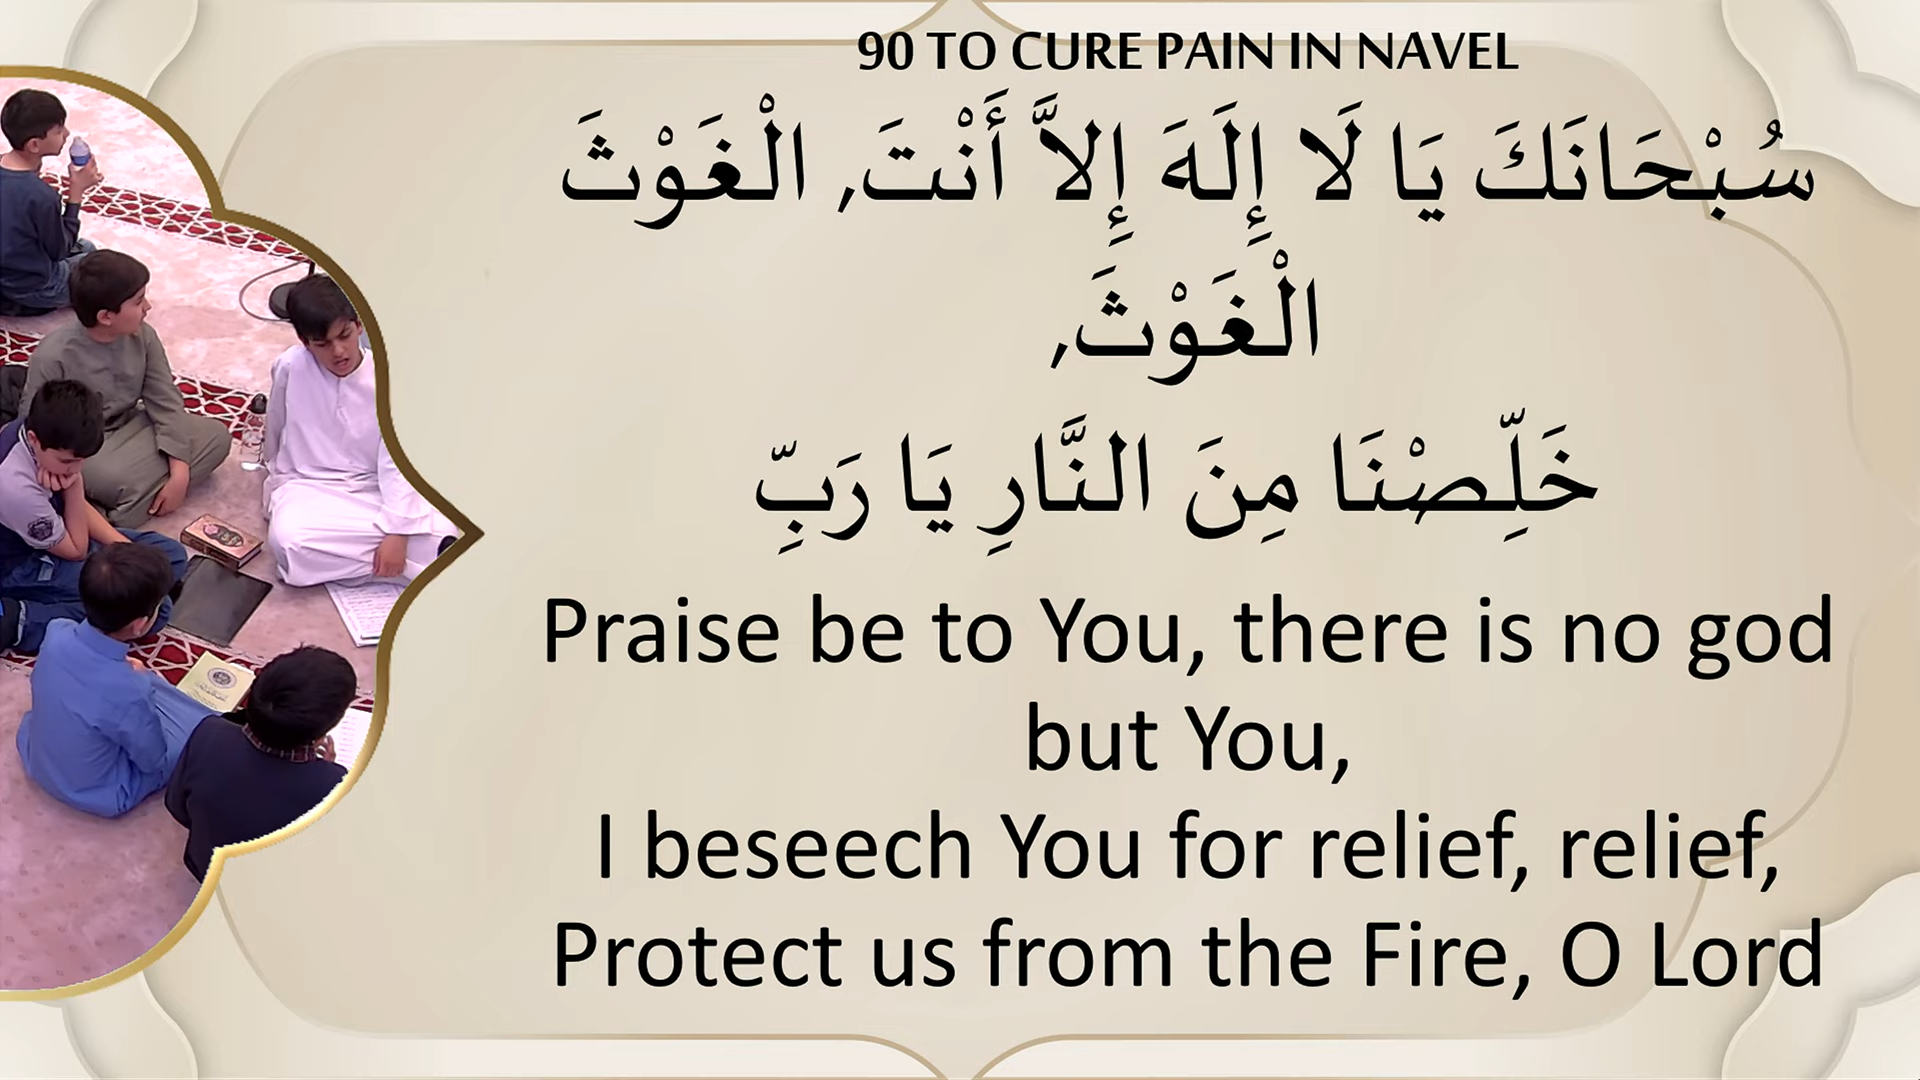 90 TO CURE PAIN IN NAVEL
سُبْحَانَكَ يَا لَا إِلَهَ إِلاَّ أَنْتَ, الْغَوْثَ
الْغَوْثَ,
خَلِّصْنَا مِنَ النَّارِ يَا رَبِّ
Praise be to You, there is no god
but You,
I beseech You for relief, relief,
Protect us from the Fire, O Lord